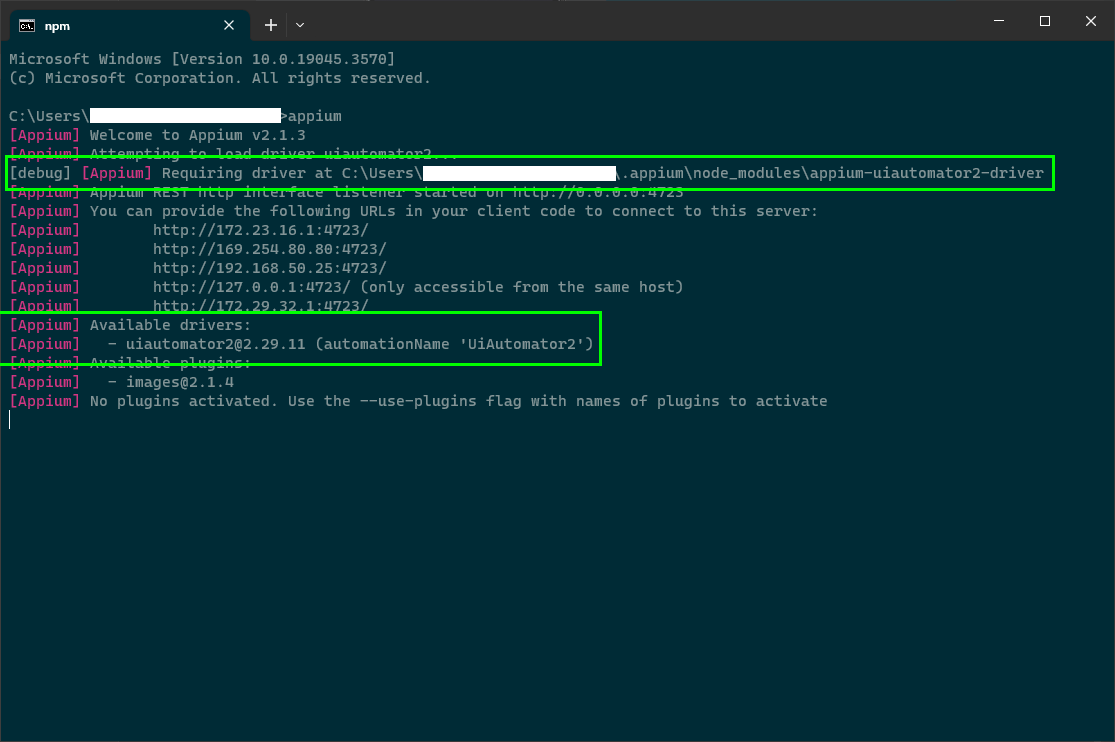 npm
Microsoft Windows [Version 10.0.19045.3570]
(c) Microsoft Corporation. All rights reserved.
C:\Users\>appium
[Appium] Welcome to Appium v2.1.3
[Appium] Attempting to load driver uiautomator2...
[debug] [Appium] Requiring driver at C:\Users\ \.appium\node_modules\appium-uiautomator2-driver
[Appium] Appium REST http interface listener started on http://0.0.0.0:4723
[Appium] You can provide the following URLs in your client code to connect to this server:
[Appium] http://172.23.16.1:4723/
[Appium] http://169.254.80.80:4723/
[Appium] http://192.168.50.25:4723/
[Appium] http://127.0.0.1:4723/ (only accessible from the same host)
[Appium] http://172.29.32.1:4723/
[Appium] Available drivers:
[Appium] - uiautomator2@2.29.11 (automationName 'UiAutomator2')
[Appium] Available plugins:
[Appium] - images@2.1.4
[Appium] No plugins activated. Use the --use-plugins flag with names of plugins to activate